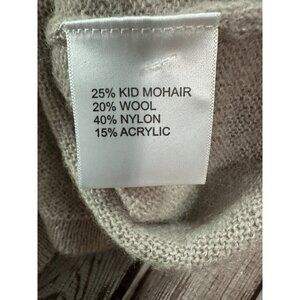 25% KID MOHAIR
20% WOOL
40% NYLON
15% ACRYLIC